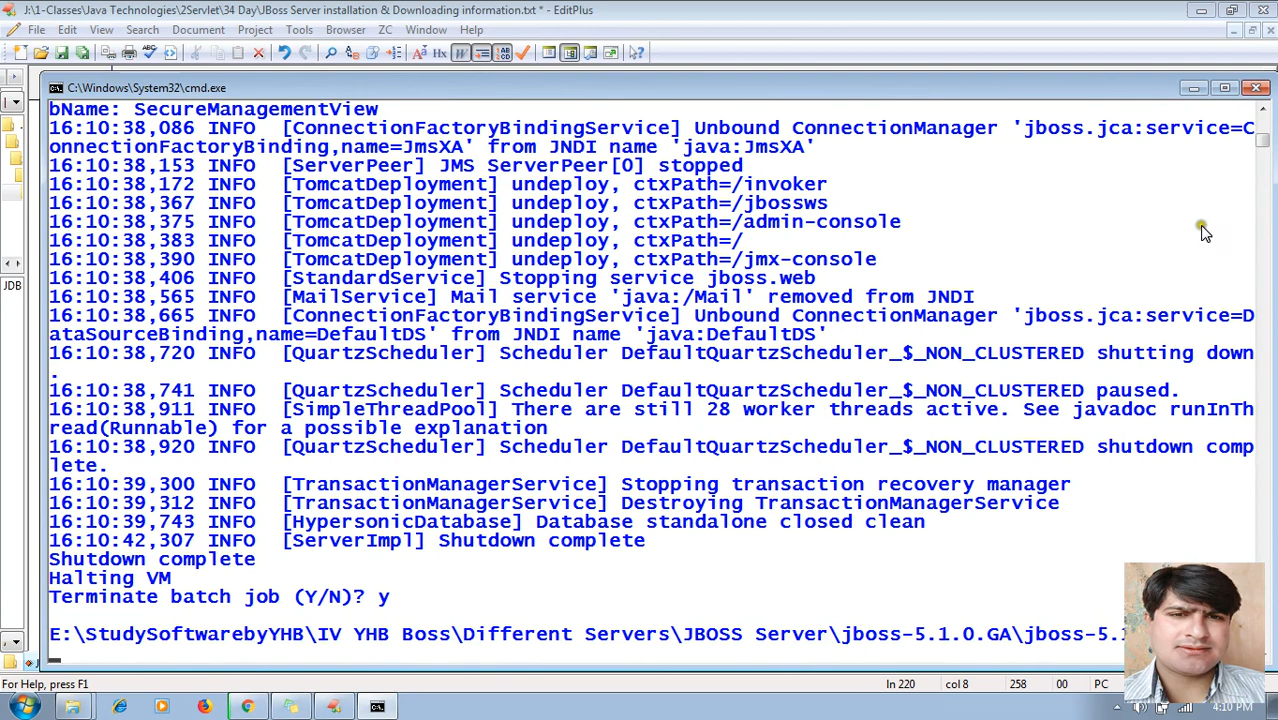 J:\1-Classes\Java Technologies\2Servlet\34 Day\JBoss Server installation & Downloading information.txt * - EditPlus
File Edit View Search Document Project Tools Browser ZC Window Help
C:\Windows\System32\cmd.exe
bName: SecureManagementView
16:10:38,086 INFO  [ConnectionFactoryBindingService] Unbound ConnectionManager 'jboss.jca:service=C
onnectionFactoryBinding,name=JmsXA' from JNDI name 'java:JmsXA'
16:10:38,153 INFO  [ServerPeer] JMS ServerPeer[0] stopped
16:10:38,172 INFO  [TomcatDeployment] undeploy, ctxPath=/invoker
16:10:38,367 INFO  [TomcatDeployment] undeploy, ctxPath=/jbossws
16:10:38,375 INFO  [TomcatDeployment] undeploy, ctxPath=/admin-console
16:10:38,383 INFO  [TomcatDeployment] undeploy, ctxPath=/
16:10:38,390 INFO  [TomcatDeployment] undeploy, ctxPath=/jmx-console
16:10:38,406 INFO  [StandardService] Stopping service jboss.web
16:10:38,565 INFO  [MailService] Mail service 'java:/Mail' removed from JNDI
16:10:38,665 INFO  [ConnectionFactoryBindingService] Unbound ConnectionManager 'jboss.jca:service=D
ataSourceBinding,name=DefaultDS' from JNDI name 'java:DefaultDS'
16:10:38,720 INFO  [QuartzScheduler] Scheduler DefaultQuartzScheduler_$_NON_CLUSTERED shutting down
.
16:10:38,741 INFO  [QuartzScheduler] Scheduler DefaultQuartzScheduler_$_NON_CLUSTERED paused.
16:10:38,911 INFO  [SimpleThreadPool] There are still 28 worker threads active. See javadoc runInTh
read(Runnable) for a possible explanation
16:10:38,920 INFO  [QuartzScheduler] Scheduler DefaultQuartzScheduler_$_NON_CLUSTERED shutdown comp
lete.
16:10:39,300 INFO  [TransactionManagerService] Stopping transaction recovery manager
16:10:39,312 INFO  [TransactionManagerService] Destroying TransactionManagerService
16:10:39,743 INFO  [HypersonicDatabase] Database standalone closed clean
16:10:42,307 INFO  [ServerImpl] Shutdown complete
Shutdown complete
Halting VM
Terminate batch job (Y/N)? y
E:\StudySoftwarebyYHB\IV YHB Boss\Different Servers\JBOSS Server\jboss-5.1.0.GA\jboss-5.1
JDB
For Help, press F1 ln 220 col 8 258 00 PC
4:10 PM